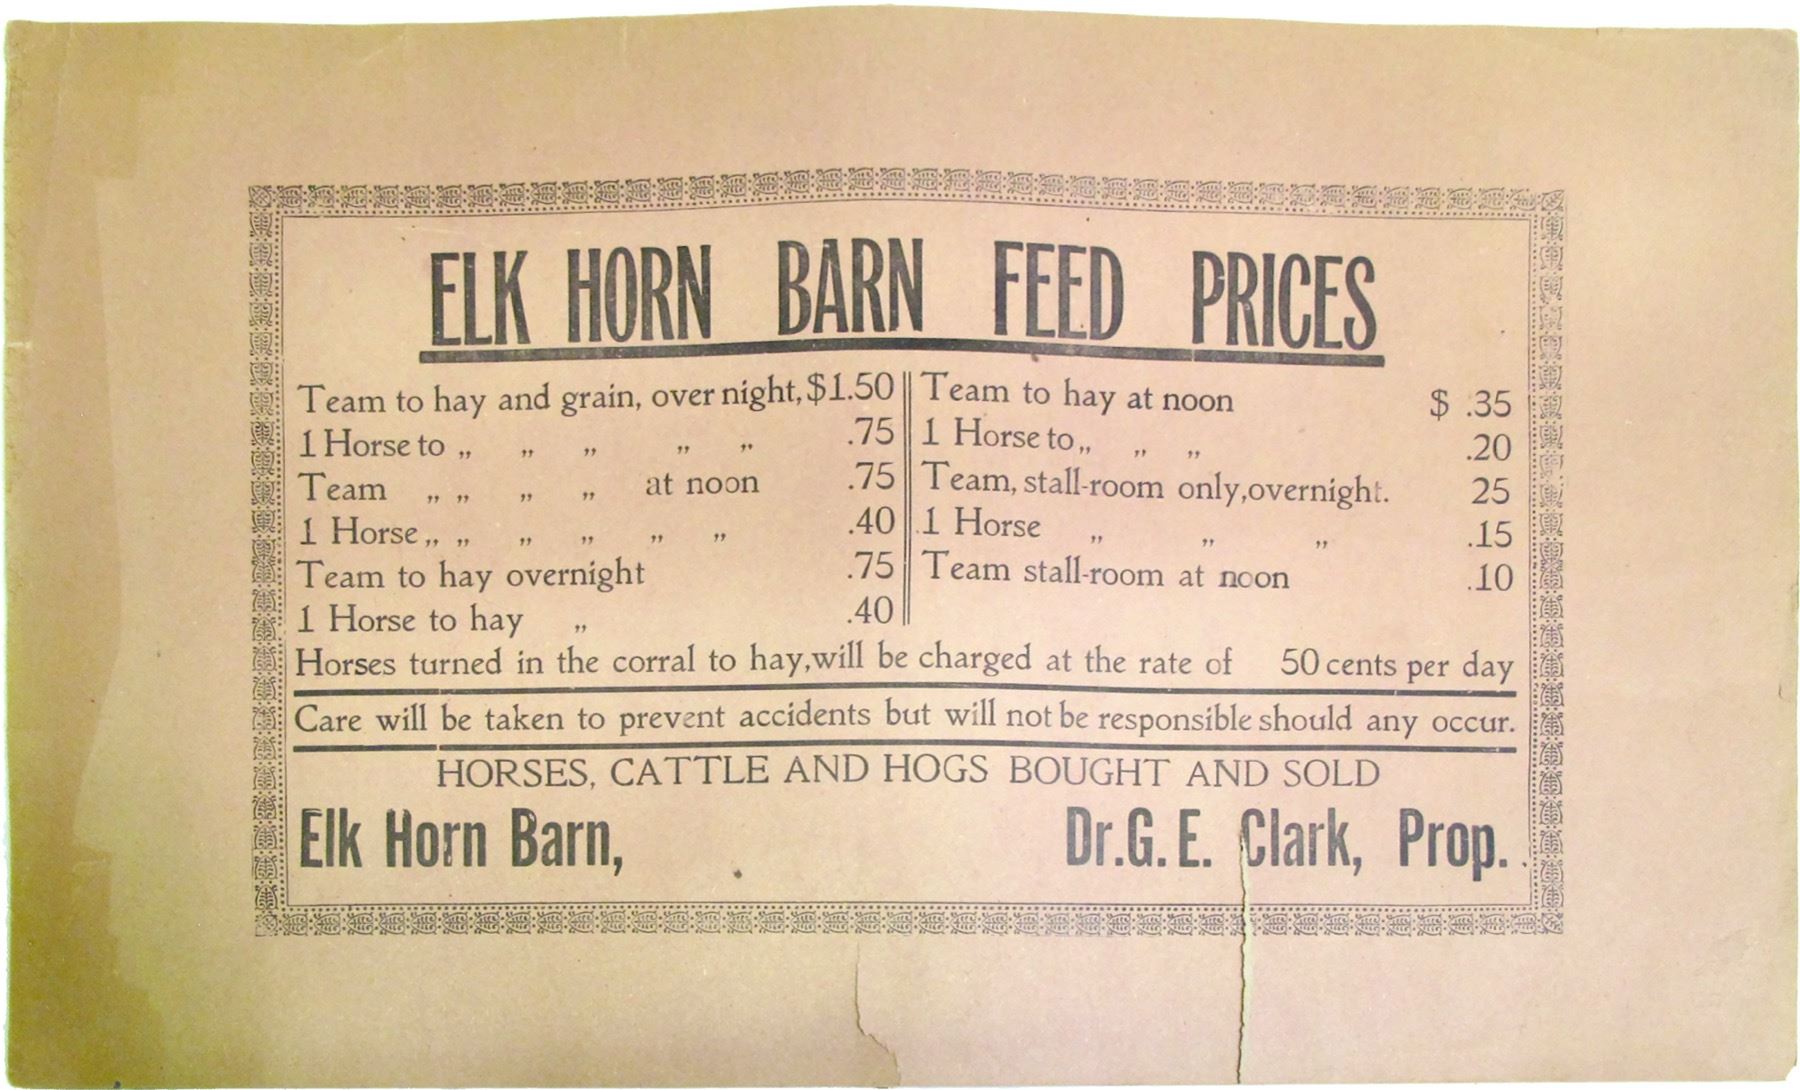 ELK HORN BARN FEED PRICES
Team to hay and grain, over night, $1.50
1 Horse to „ „ „ „ „ .75
Team „ „ „ „ at noon .75
1 Horse „ „ „ „ „ „ .40
Team to hay overnight .75
1 Horse to hay „ .40
Team to hay at noon $ .35
1 Horse to „ „ „ .20
Team, stall-room only, overnight. 25
1 Horse „ „ „ .15
Team stall-room at noon .10
Horses turned in the corral to hay, will be charged at the rate of 50 cents per day
Care will be taken to prevent accidents but will not be responsible should any occur.
HORSES, CATTLE AND HOGS BOUGHT AND SOLD
Elk Horn Barn, Dr. G. E. Clark, Prop.